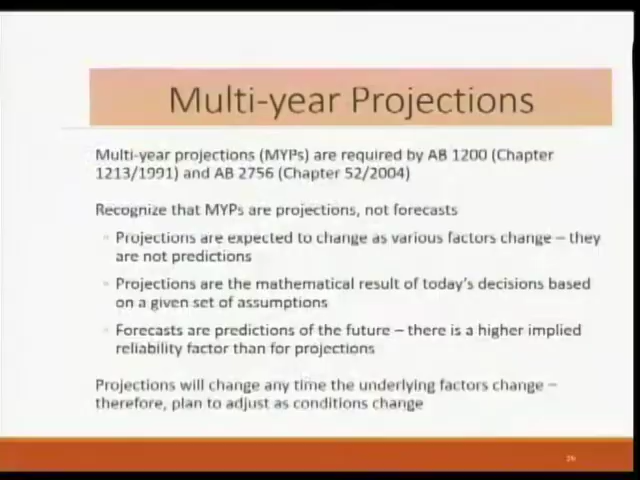 Multi-year Projections
Multi-year projections (MYPs) are required by AB 1200 (Chapter
1213/1991) and AB 2756 (Chapter 52/2004)
Recognize that MYPs are projections, not forecasts
Projections are expected to change as various factors change – they
are not predictions
Projections are the mathematical result of today's decisions based
on a given set of assumptions
Forecasts are predictions of the future – there is a higher implied
reliability factor than for projections
Projections will change any time the underlying factors change –
therefore, plan to adjust as conditions change